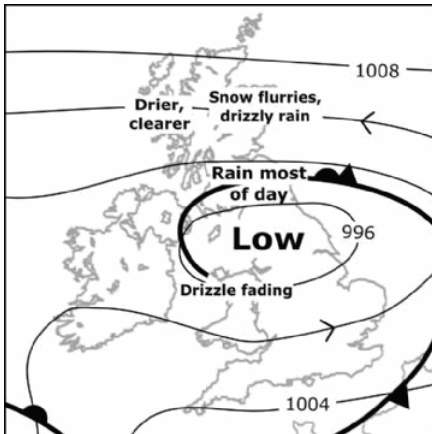 1008
Drier,
clearer
Snow flurries,
drizzly rain
Rain most
of day
Low
996
Drizzle fading
1004